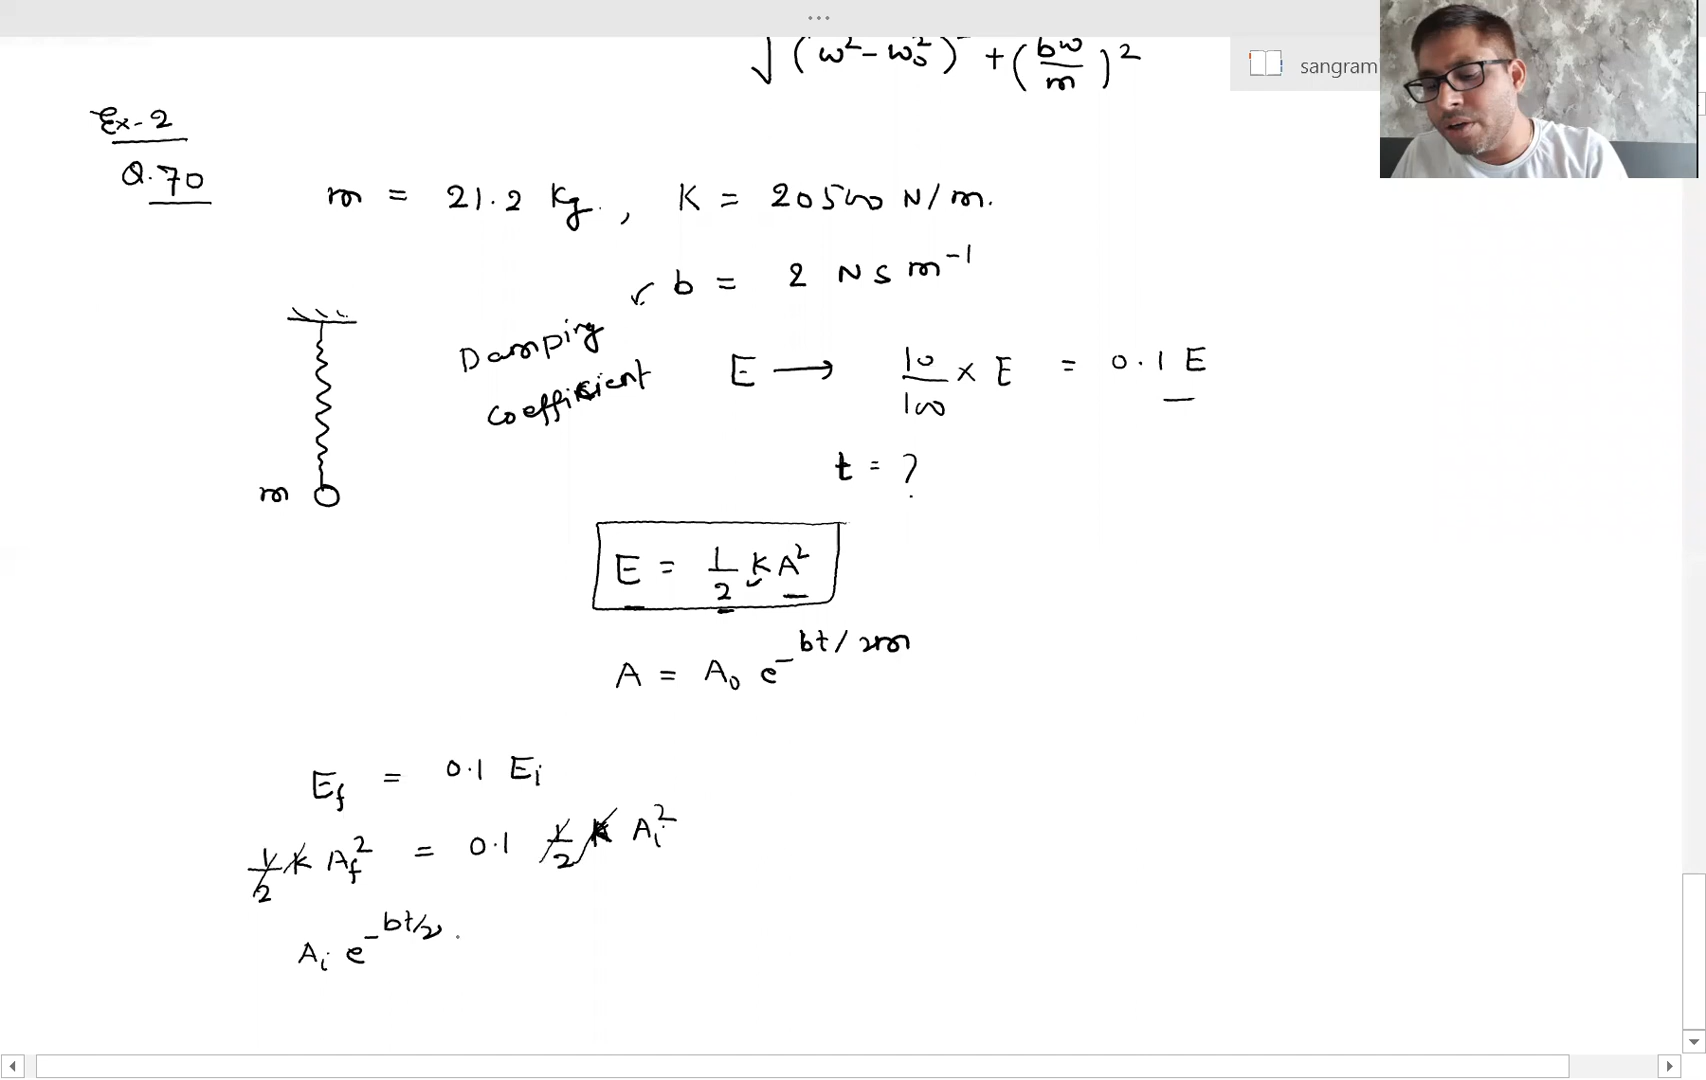 √(ω² - ω₀²)² + (bω/m)²
sangram
Ex-2
Q.70
m = 21.2 Kg., K = 20500 N/m.
b = 2 N s m⁻¹
Damping
coefficient
E → 10/100 × E = 0.1 E
t = ?
m
E = 1/2 KA²
A = A₀ e^(-bt/2m)
E_f = 0.1 E_i
1/2 K A_f² = 0.1 1/2 K A_i²
A_i e^(-bt/2